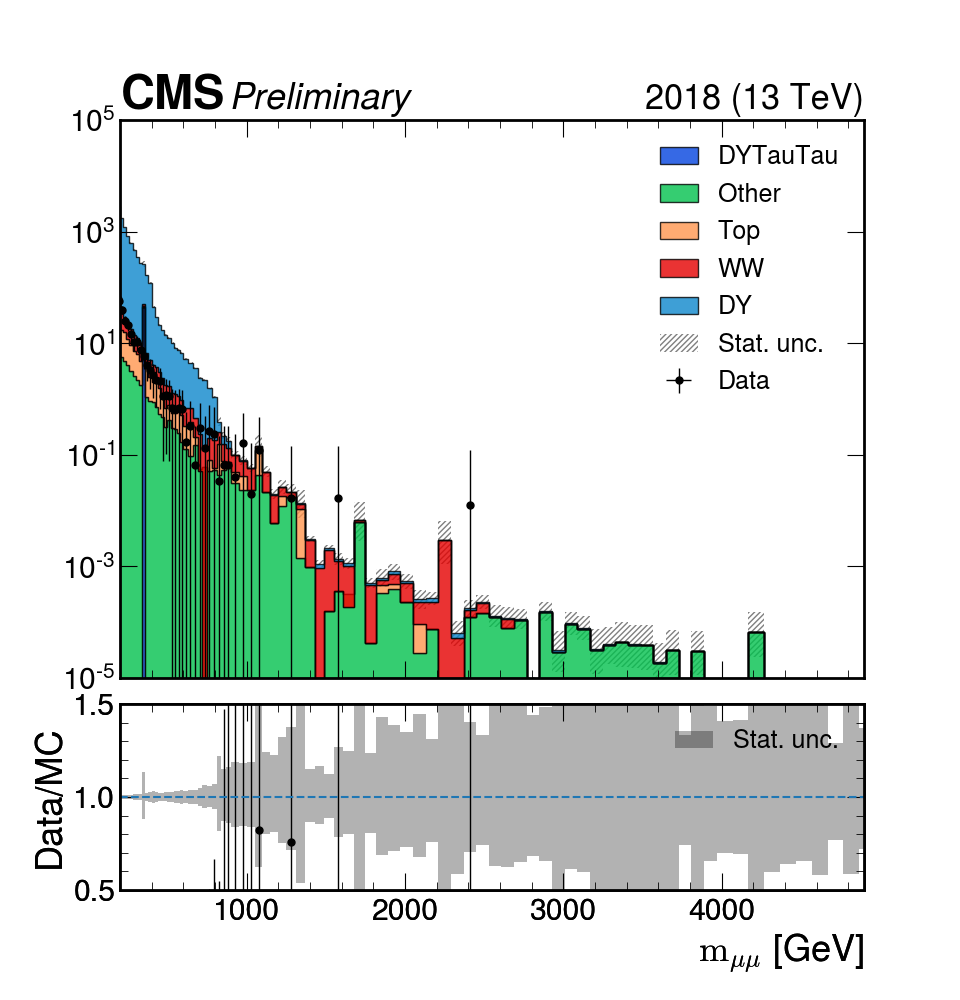 CMS Preliminary 2018 (13 TeV)
10^5
DYTauTau
Other
10^3
Top
WW
DY
10^1
Stat. unc.
Data
10^-1
10^-3
10^-5
1.5
Stat. unc.
Data/MC
1.0
0.5
1000 2000 3000 4000
m_μμ [GeV]